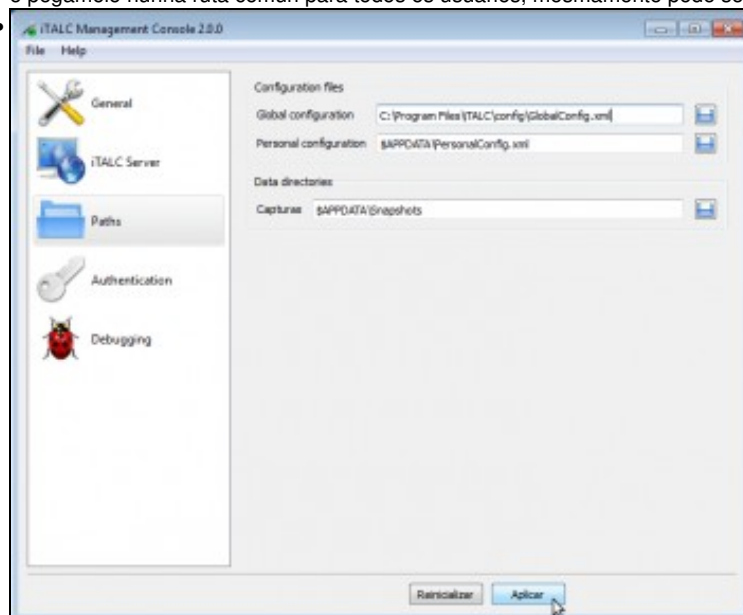 o pegamelo nunha ruta común para todos os usuarios, mesmamente pode se
iTALC Management Console 2.0.0
File Help
General
iTALC Server
Paths
Authentication
Debugging
Configuration files
Global configuration C:\Program Files\iTALC\config\GlobalConfig.xml
Personal configuration $APPDATA\PersonalConfig.xml
Data directories
Capturas $APPDATA\Snapshots
Reinicializar Aplicar